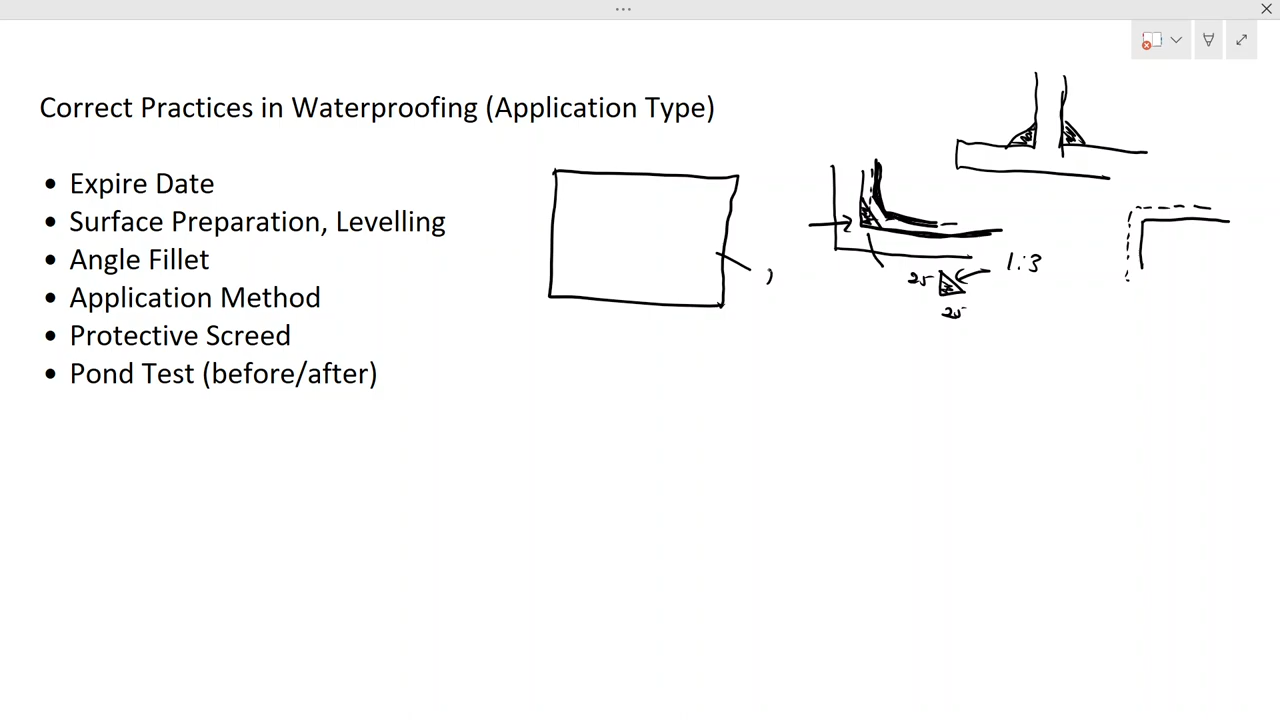 Correct Practices in Waterproofing (Application Type)
• Expire Date
• Surface Preparation, Levelling
• Angle Fillet
• Application Method
• Protective Screed
• Pond Test (before/after)
1:3
25
25